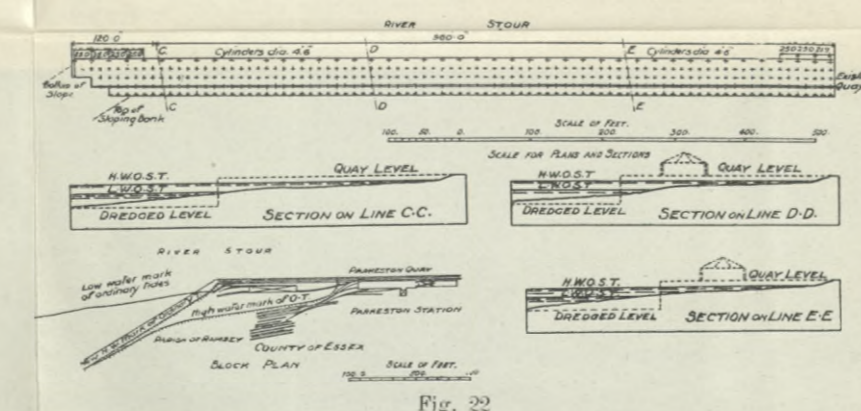 RIVER STOUR
120'.0"
C
D
E
Cylinders dia. 4'6"
Cylinders dia. 4'6"
Bottom of Slope
Top of Sloping Bank
Quay
C
D
E
SCALE OF FEET.
100. 50. 0. 100. 200. 300. 400. 500.
SCALE FOR PLANS AND SECTIONS
H.W.O.S.T.
QUAY LEVEL
L.W.O.S.T.
DREDGED LEVEL
SECTION ON LINE C.C.
H.W.O.S.T.
QUAY LEVEL
L.W.O.S.T.
DREDGED LEVEL
SECTION ON LINE D.D.
RIVER STOUR
Low water mark of ordinary tides
PARKESTON QUAY
High water mark of O.T.
PARKESTON STATION
PARISH OF RAMSEY
COUNTY OF ESSEX
BLOCK PLAN
SCALE OF FEET.
H.W.O.S.T.
QUAY LEVEL
L.W.O.S.T.
DREDGED LEVEL
SECTION ON LINE E.E
Fig. 22